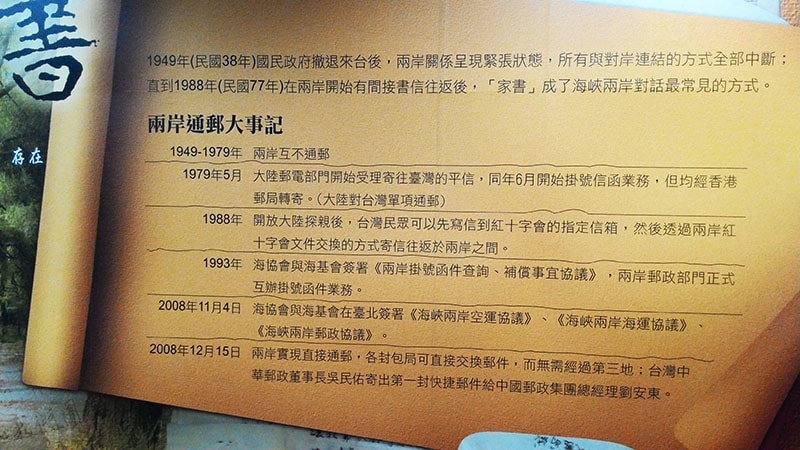 書
存在
1949年(民國38年)國民政府撤退來台後，兩岸關係呈現緊張狀態，所有與對岸連結的方式全部中斷；
直到1988年(民國77年)在兩岸開始有間接書信往返後，「家書」成了海峽兩岸對話最常見的方式。
兩岸通郵大事記
1949-1979年 兩岸互不通郵
1979年5月 大陸郵電部門開始受理寄往臺灣的平信，同年6月開始掛號信函業務，但均經香港
郵局轉寄。（大陸對台灣單項通郵）
1988年 開放大陸探親後，台灣民眾可以先寫信到紅十字會的指定信箱，然後透過兩岸紅
十字會文件交換的方式寄信往返於兩岸之間。
1993年 海協會與海基會簽署《兩岸掛號函件查詢、補償事宜協議》，兩岸郵政部門正式
互辦掛號函件業務。
2008年11月4日 海協會與海基會在臺北簽署《海峽兩岸空運協議》、《海峽兩岸海運協議》、
《海峽兩岸郵政協議》。
2008年12月15日 兩岸實現直接通郵，各封包局可直接交換郵件，而無需經過第三地；台灣中
華郵政董事長吳民佑寄出第一封快捷郵件給中國郵政集團總經理劉安東。